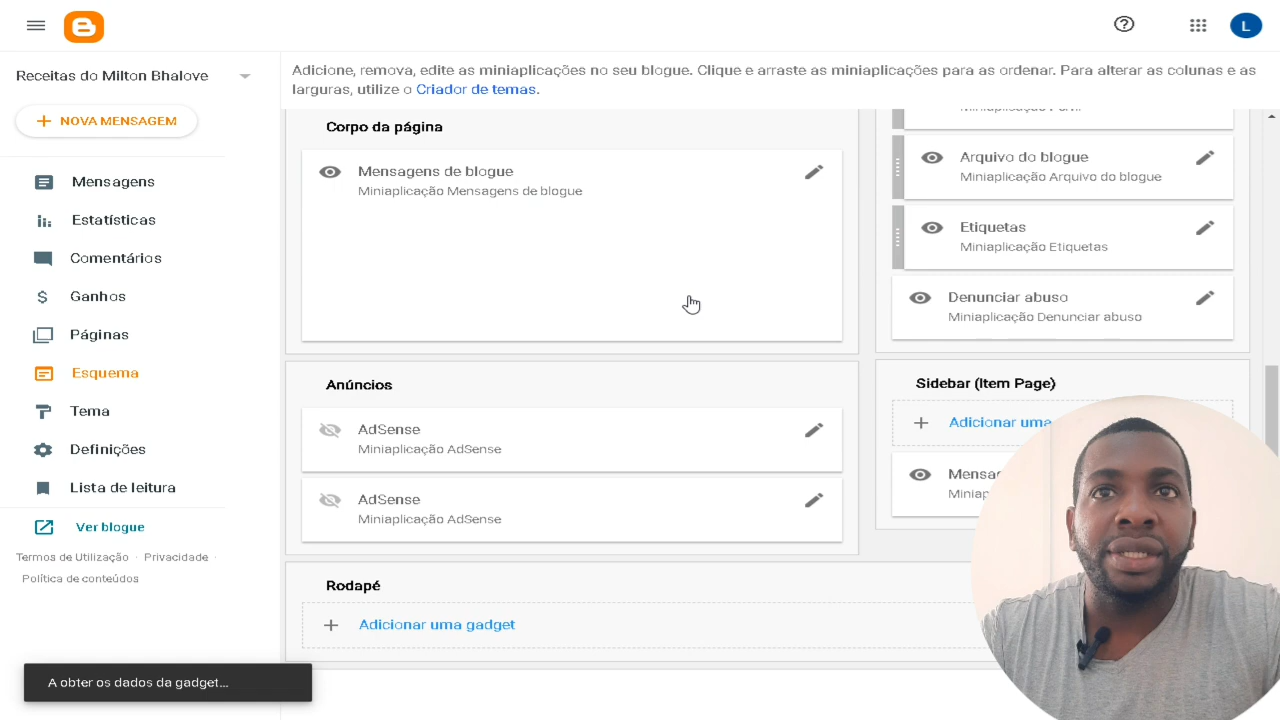 L
Receitas do Milton Bhalove
NOVA MENSAGEM
Mensagens
Estatísticas
Comentários
Ganhos
Páginas
Esquema
Tema
Definições
Lista de leitura
Ver blogue
Termos de Utilização · Privacidade ·
Política de conteúdos
A obter os dados da gadget...
Adicione, remova, edite as miniaplicações no seu blogue. Clique e arraste as miniaplicações para as ordenar. Para alterar as colunas e as
larguras, utilize o Criador de temas.
Corpo da página
Mensagens de blogue
Miniaplicação Mensagens de blogue
Anúncios
AdSense
Miniaplicação AdSense
AdSense
Miniaplicação AdSense
Rodapé
Adicionar uma gadget
Arquivo do blogue
Miniaplicação Arquivo do blogue
Etiquetas
Miniaplicação Etiquetas
Denunciar abuso
Miniaplicação Denunciar abuso
Sidebar (Item Page)
Adicionar uma